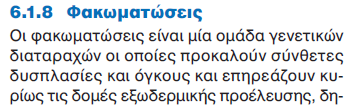 6.1.8 Φακωματώσεις
Οι φακωματώσεις είναι μία ομάδα γενετικών
διαταραχών οι οποίες προκαλούν σύνθετες
δυσπλασίες και όγκους και επηρεάζουν κυ-
ρίως τις δομές εξωδερμικής προέλευσης, δη-